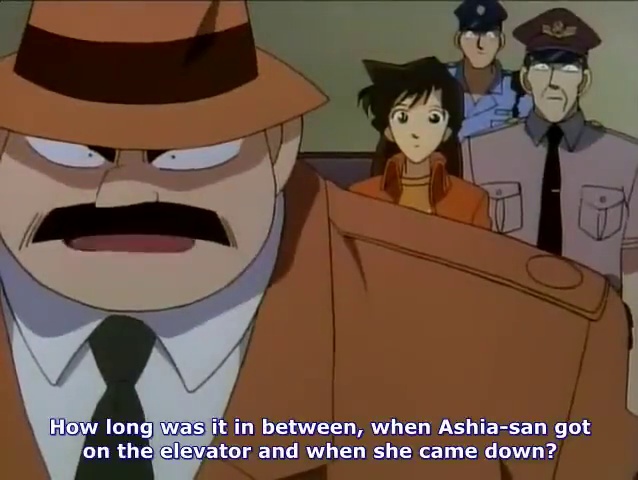 How long was it in between, when Ashia-san got
on the elevator and when she came down?